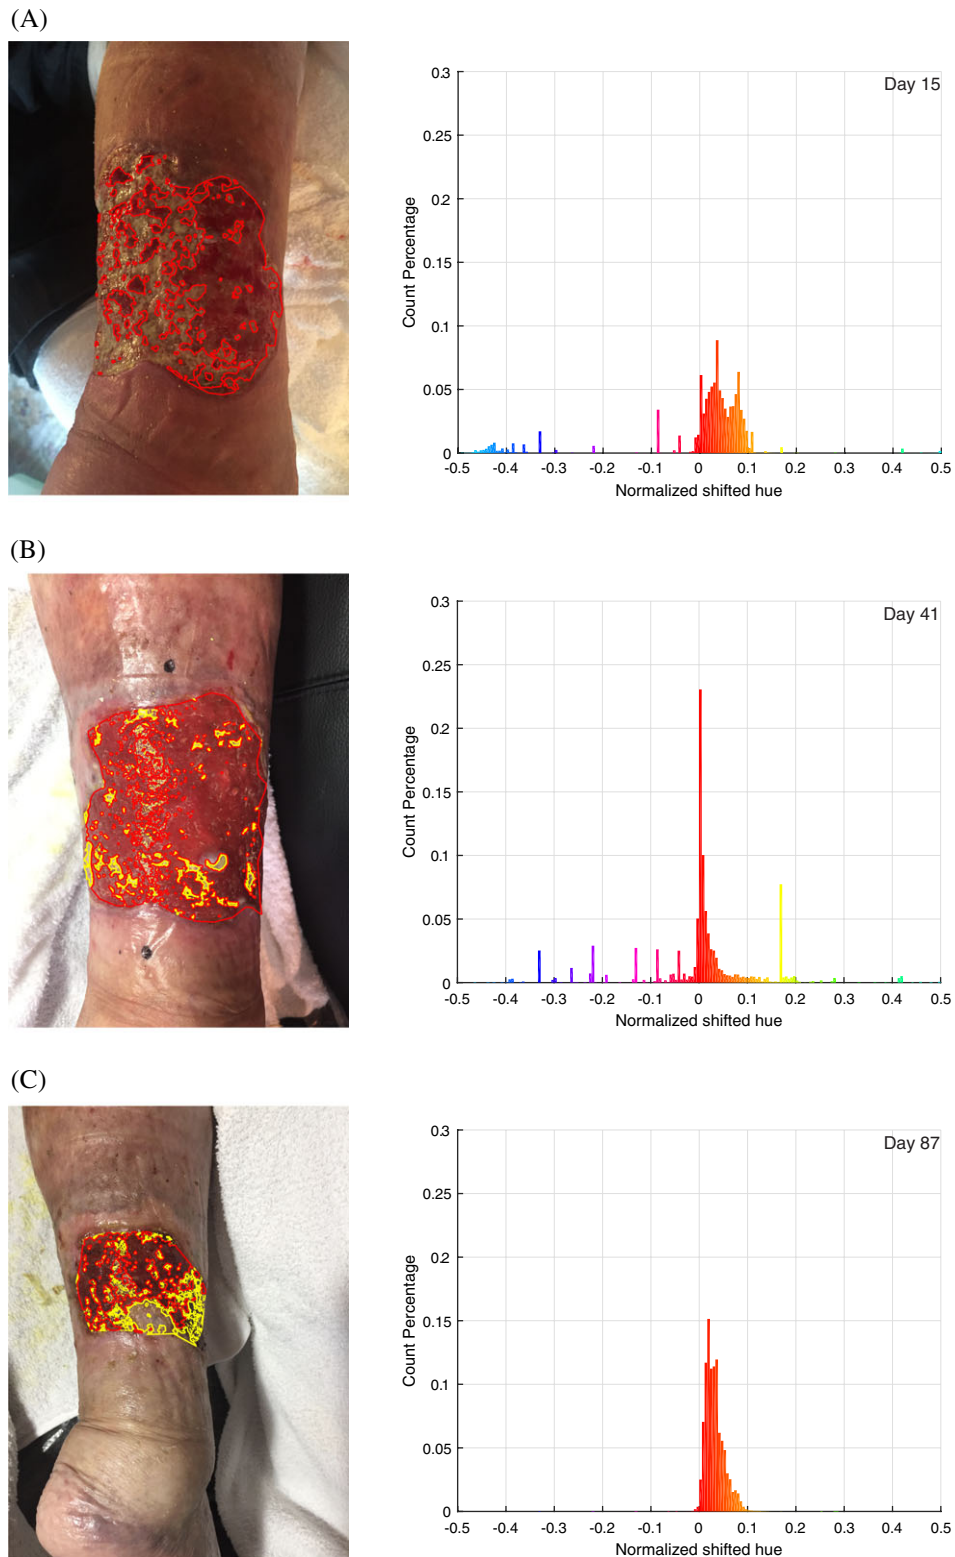 (A)
Day 15
0.3
0.25
0.2
0.15
0.1
0.05
0
Count Percentage
-0.5 -0.4 -0.3 -0.2 -0.1 0 0.1 0.2 0.3 0.4 0.5
Normalized shifted hue
(B)
Day 41
0.3
0.25
0.2
0.15
0.1
0.05
0
Count Percentage
-0.5 -0.4 -0.3 -0.2 -0.1 0 0.1 0.2 0.3 0.4 0.5
Normalized shifted hue
(C)
Day 87
0.3
0.25
0.2
0.15
0.1
0.05
0
Count Percentage
-0.5 -0.4 -0.3 -0.2 -0.1 0 0.1 0.2 0.3 0.4 0.5
Normalized shifted hue